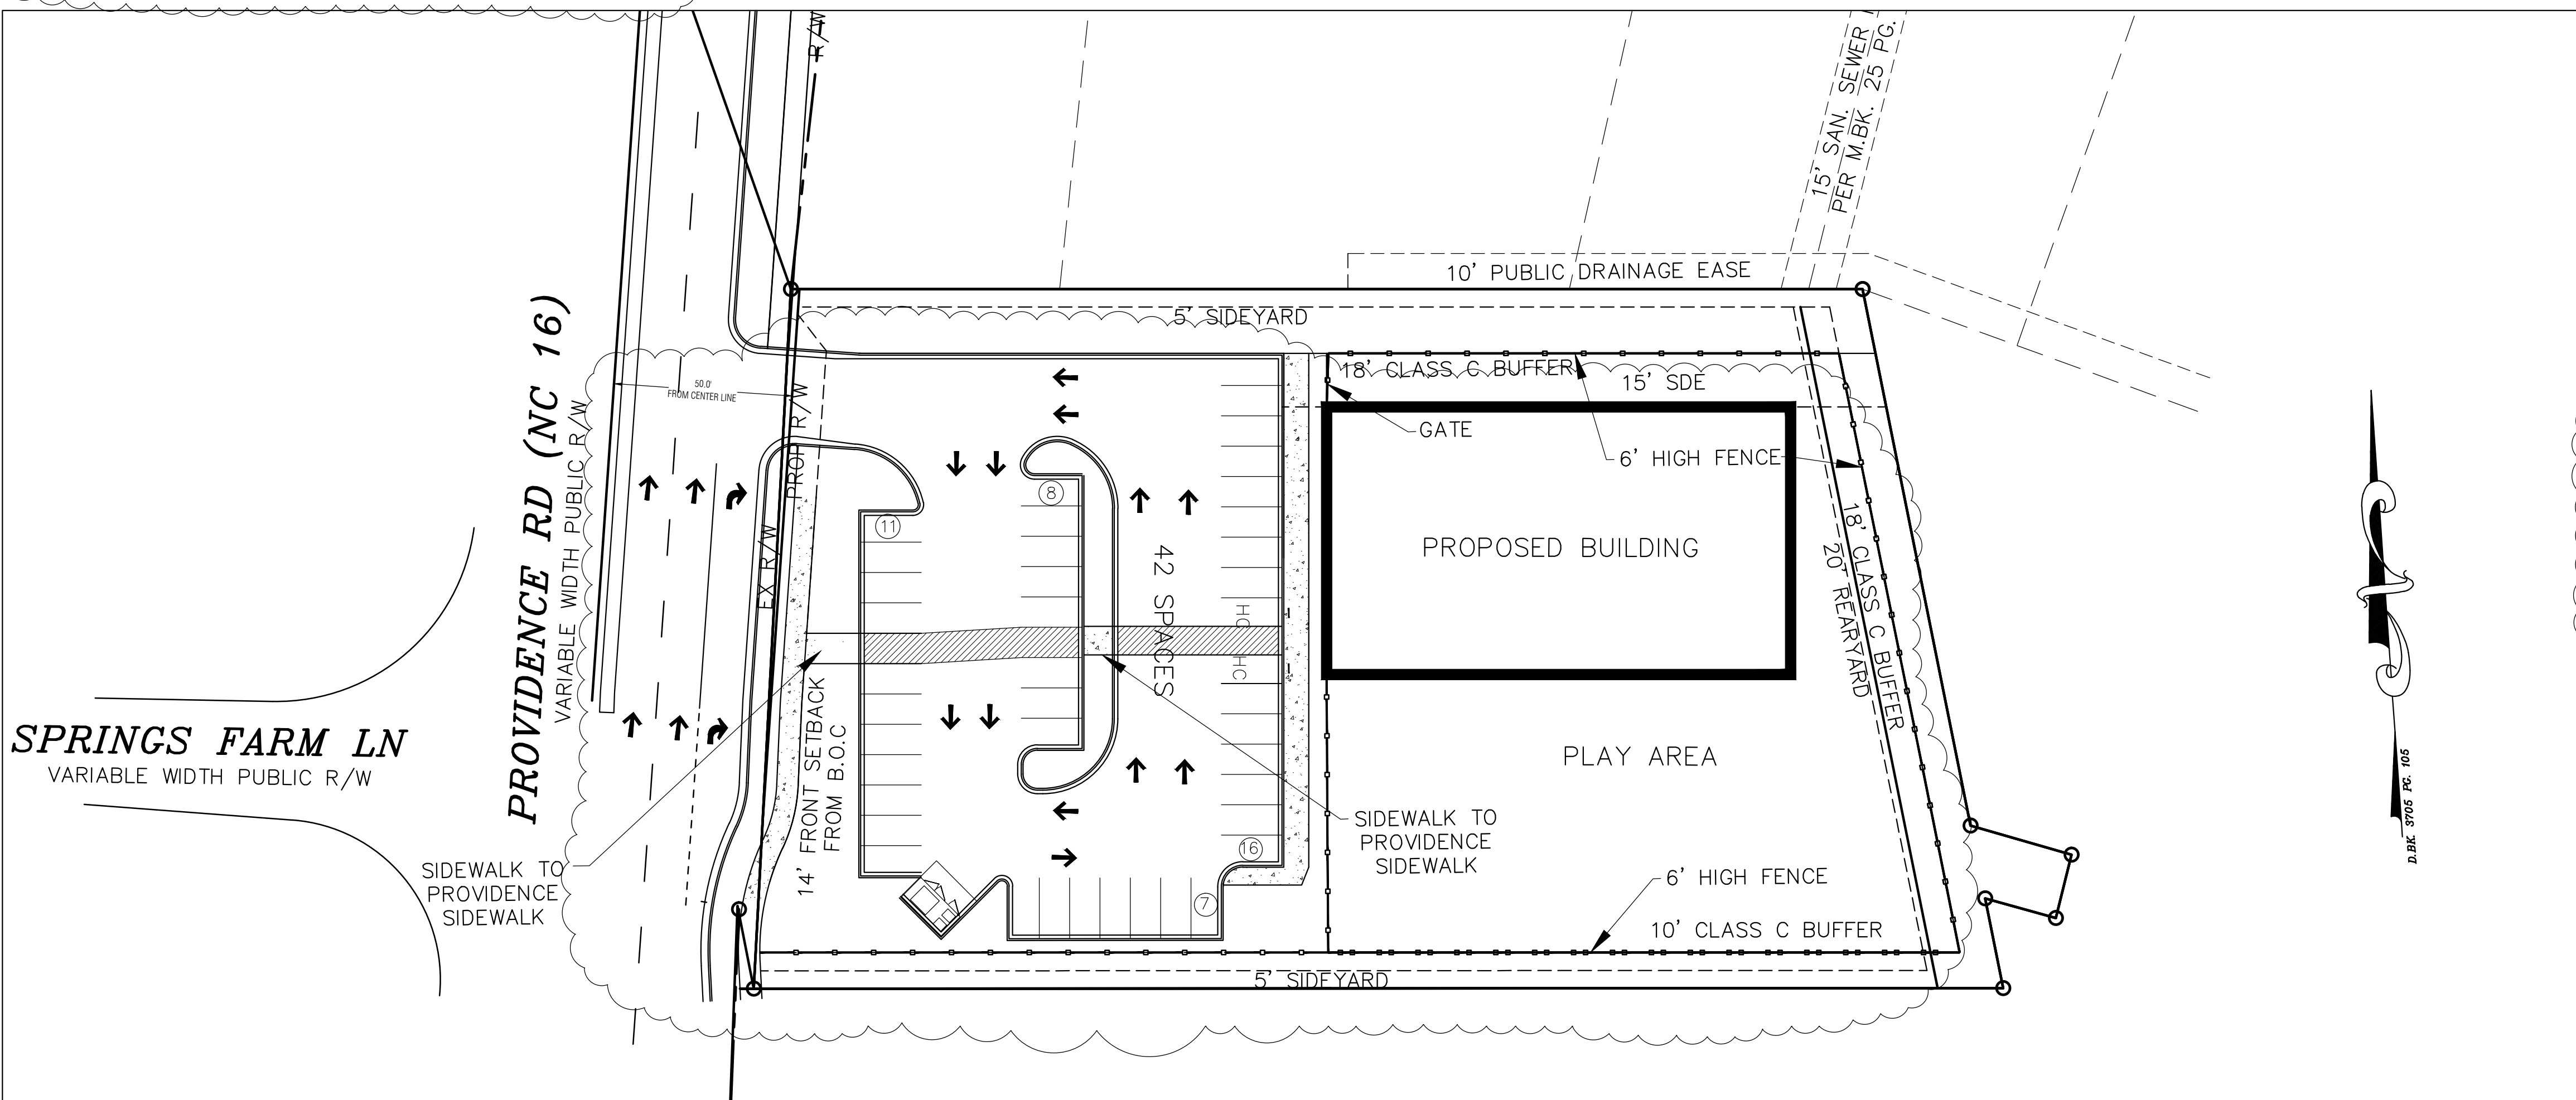 R/W
15' SAN. SEWER
PER M.BK. 25 PG.
10' PUBLIC DRAINAGE EASE
5' SIDEYARD
18' CLASS C BUFFER
15' SDE
GATE
6' HIGH FENCE
50.0'
FROM CENTER LINE
PROVIDENCE RD (NC 16)
VARIABLE WIDTH PUBLIC R/W
PROP R/W
EX R/W
11
8
42 SPACES
HC
HC
PROPOSED BUILDING
18' CLASS C BUFFER
20' REARYARD
SPRINGS FARM LN
VARIABLE WIDTH PUBLIC R/W
14' FRONT SETBACK
FROM B.O.C
PLAY AREA
SIDEWALK TO
PROVIDENCE
SIDEWALK
SIDEWALK TO
PROVIDENCE
SIDEWALK
16
7
6' HIGH FENCE
10' CLASS C BUFFER
5' SIDEYARD
D.BK. 3705 PG. 105